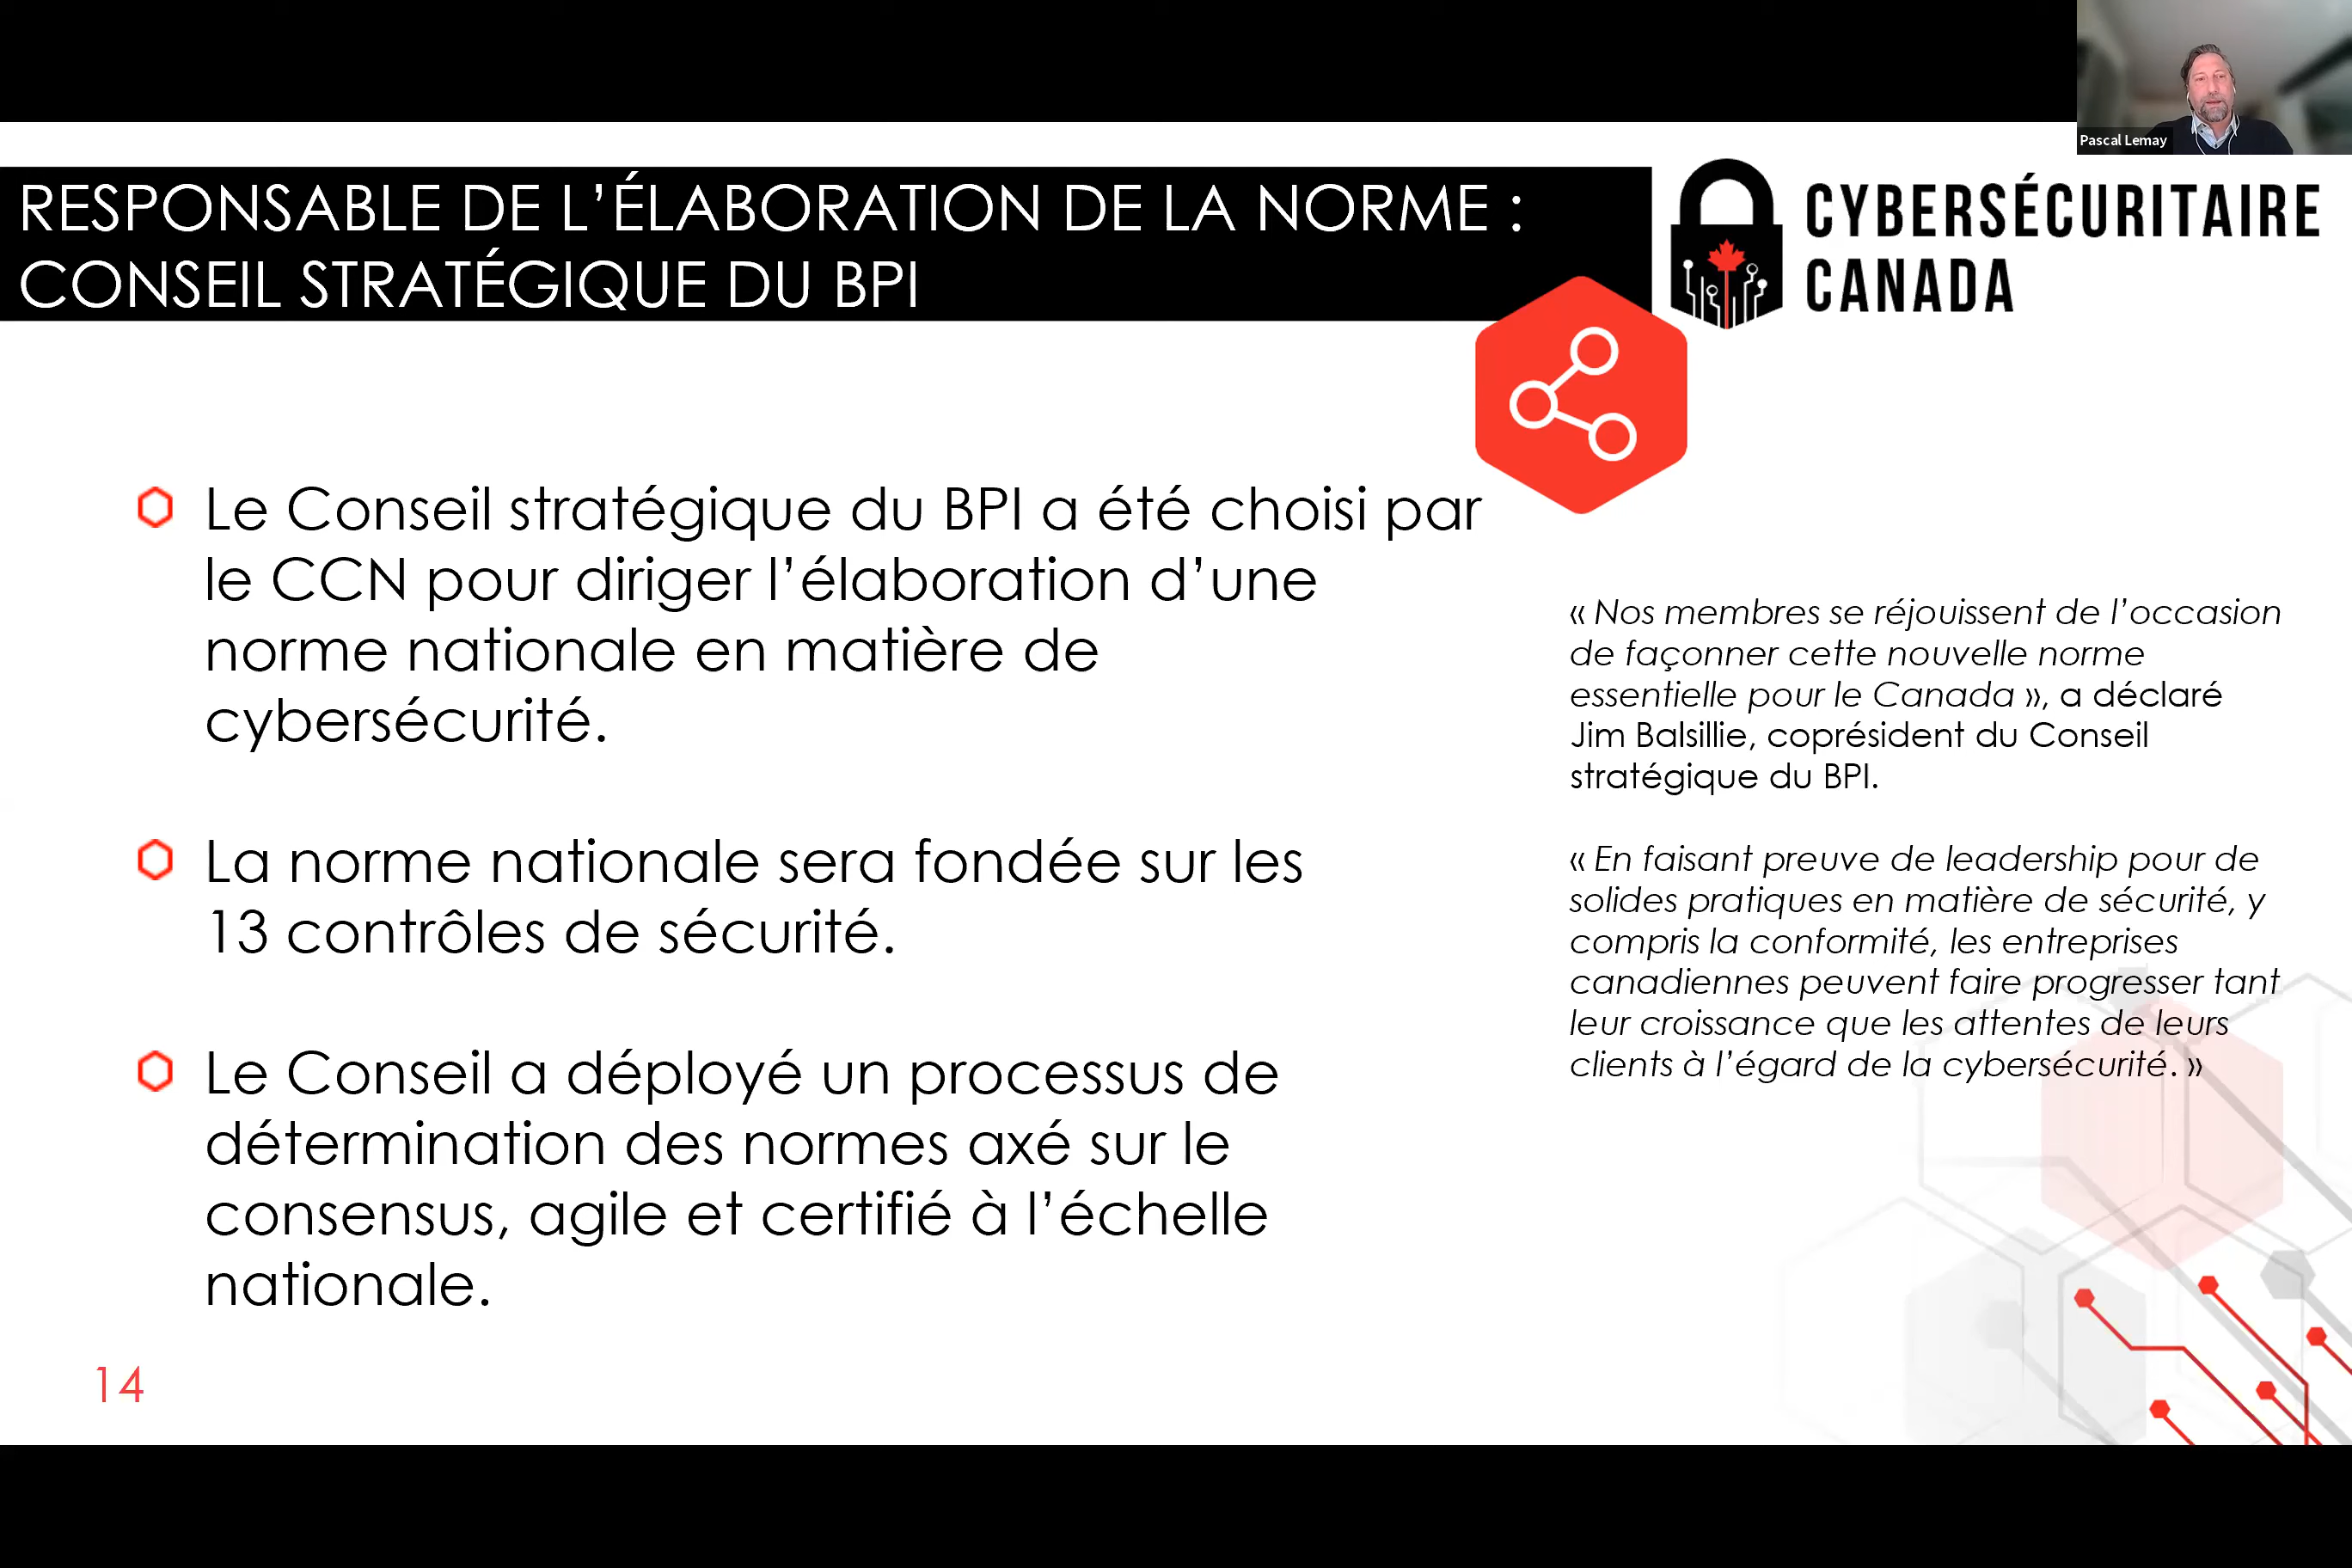 Pascal Lemay
RESPONSABLE DE L’ÉLABORATION DE LA NORME :
CONSEIL STRATÉGIQUE DU BPI
CYBERSÉCURITAIRE
CANADA
Le Conseil stratégique du BPI a été choisi par
le CCN pour diriger l’élaboration d’une
norme nationale en matière de
cybersécurité.
La norme nationale sera fondée sur les
13 contrôles de sécurité.
Le Conseil a déployé un processus de
détermination des normes axé sur le
consensus, agile et certifié à l’échelle
nationale.
« Nos membres se réjouissent de l’occasion
de façonner cette nouvelle norme
essentielle pour le Canada », a déclaré
Jim Balsillie, coprésident du Conseil
stratégique du BPI.
« En faisant preuve de leadership pour de
solides pratiques en matière de sécurité, y
compris la conformité, les entreprises
canadiennes peuvent faire progresser tant
leur croissance que les attentes de leurs
clients à l’égard de la cybersécurité. »
14